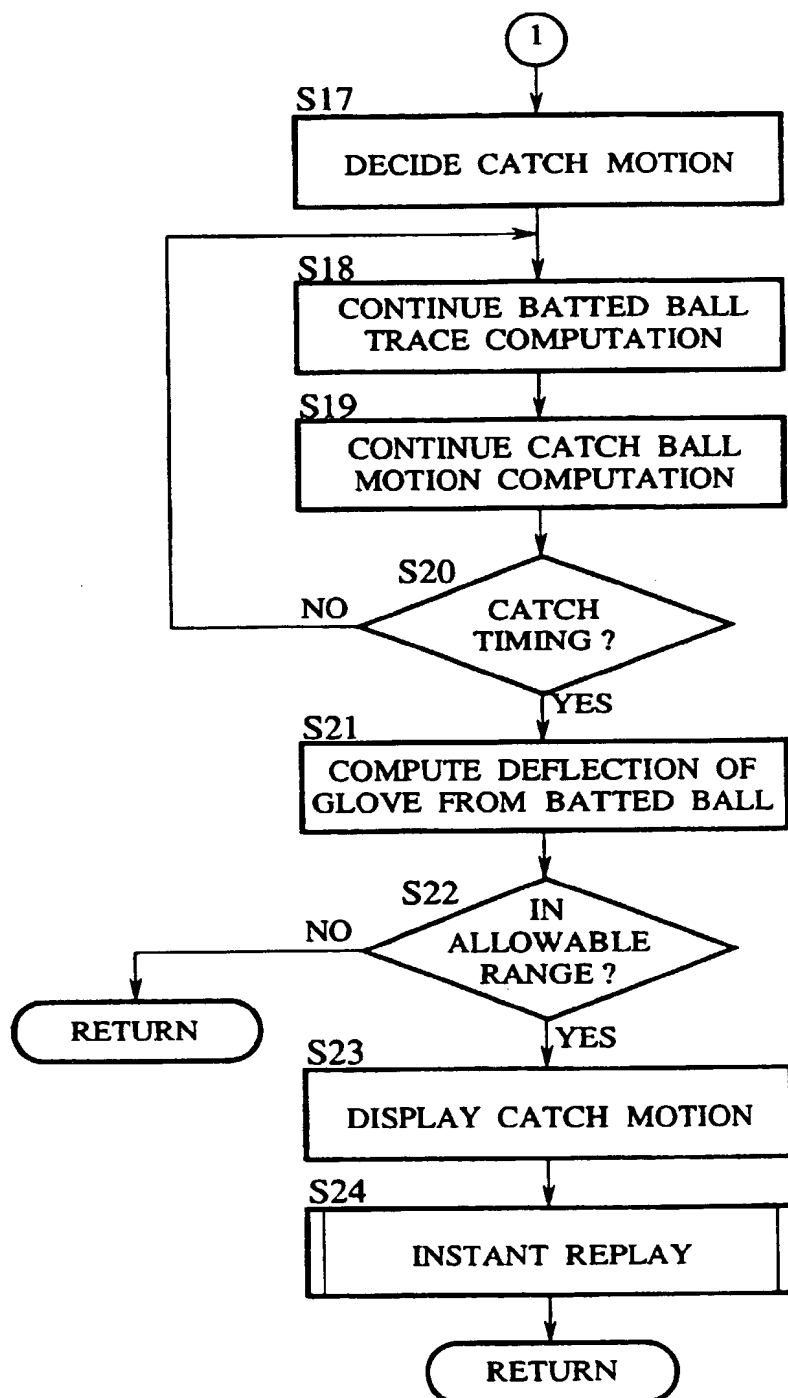 1
S17
DECIDE CATCH MOTION
S18
CONTINUE BATTED BALL
TRACE COMPUTATION
S19
CONTINUE CATCH BALL
MOTION COMPUTATION
S20
CATCH
TIMING ?
NO
YES
S21
COMPUTE DEFLECTION OF
GLOVE FROM BATTED BALL
S22
IN
ALLOWABLE
RANGE ?
NO
RETURN
YES
S23
DISPLAY CATCH MOTION
S24
INSTANT REPLAY
RETURN